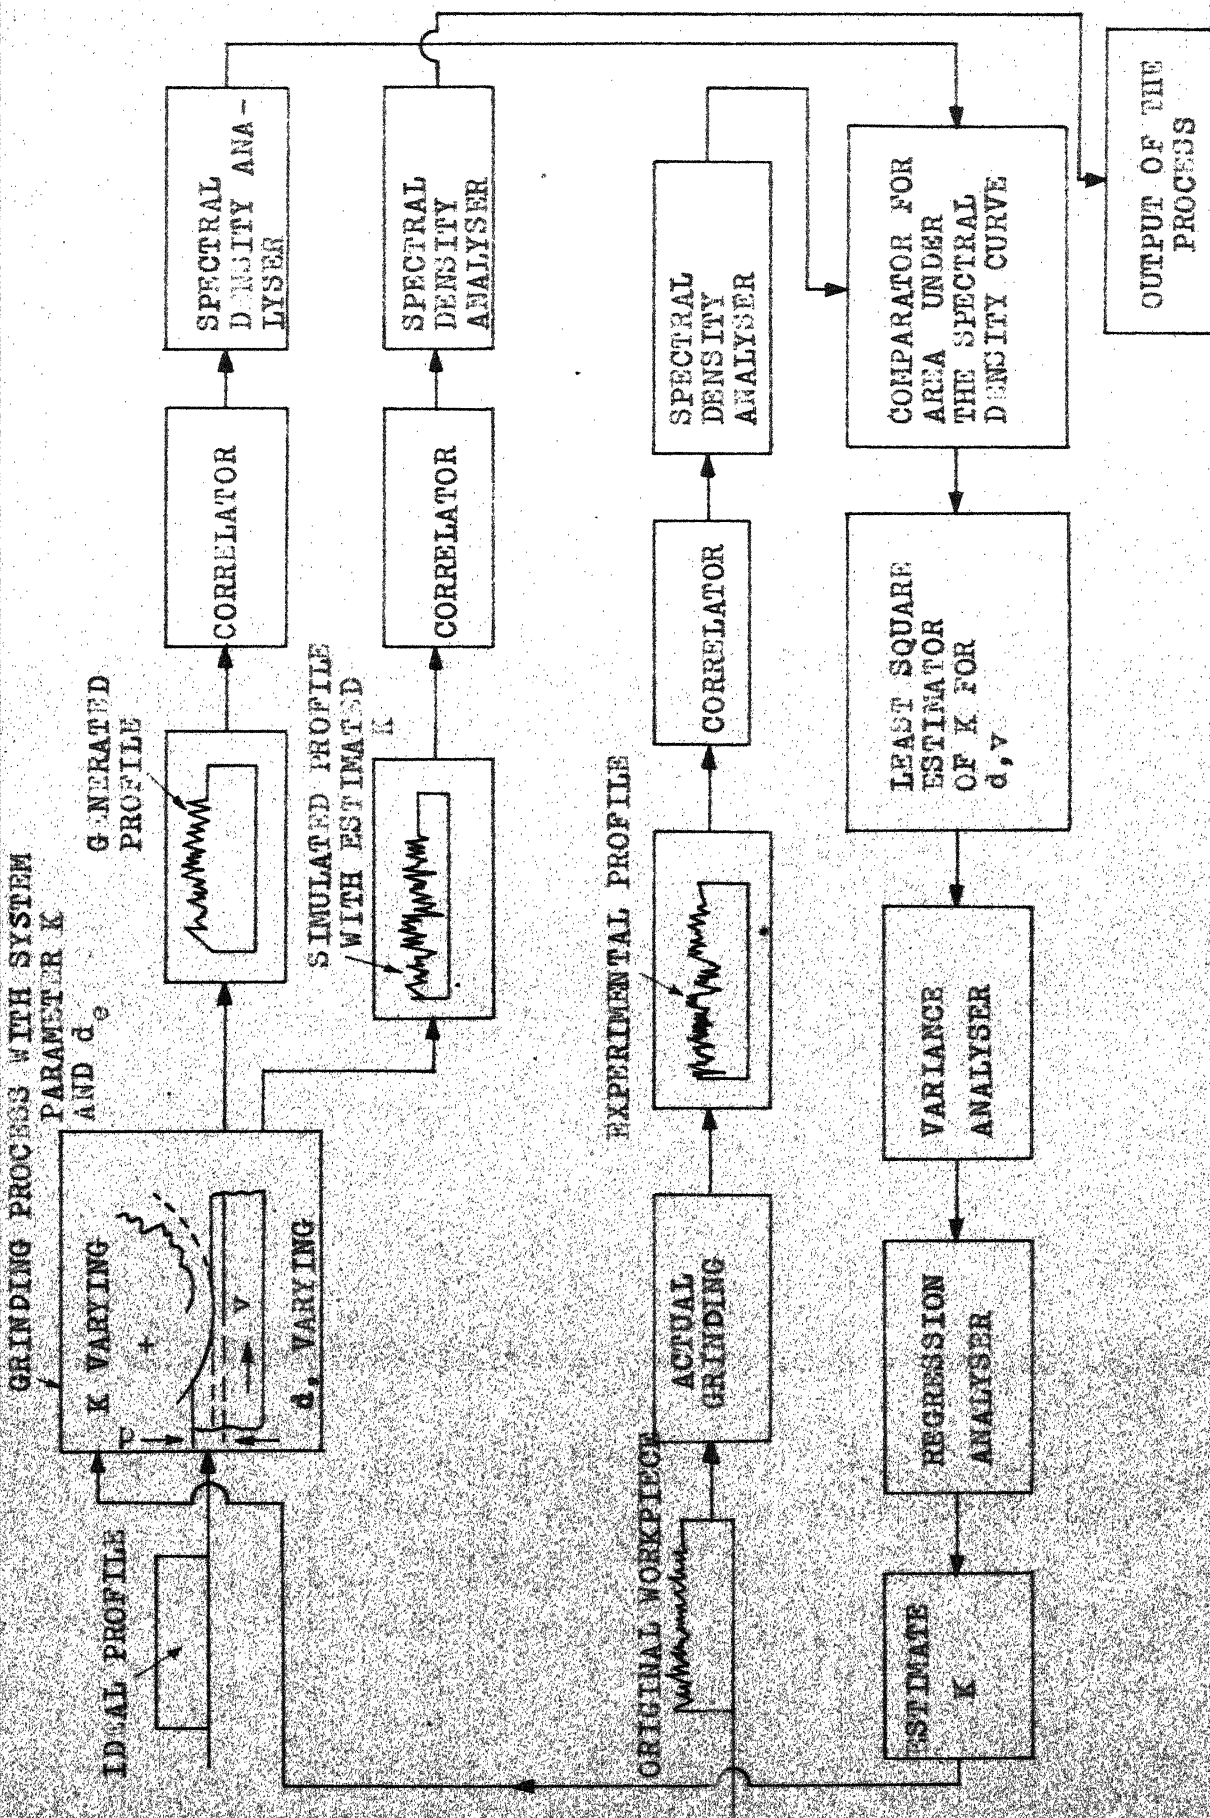 GRINDING PROCESS WITH SYSTEM
PARAMETER K
AND de
IDEAL PROFILE
K VARYING
+
P
v
d, VARYING
GENERATED
PROFILE
CORRELATOR
SPECTRAL
DENSITY ANA-
LYSER
SIMULATED PROFILE
WITH ESTIMATED
K
CORRELATOR
SPECTRAL
DENSITY
ANALYSER
ORIGINAL WORKPIECE
ACTUAL
GRINDING
EXPERIMENTAL PROFILE
CORRELATOR
SPECTRAL
DENSITY
ANALYSER
ESTIMATE
K
REGRESSION
ANALYSER
VARIANCE
ANALYSER
LEAST SQUARE
ESTIMATOR
OF K FOR
d,v
COMPARATOR FOR
AREA UNDER
THE SPECTRAL
DENSITY CURVE
OUTPUT OF THE
PROCESS